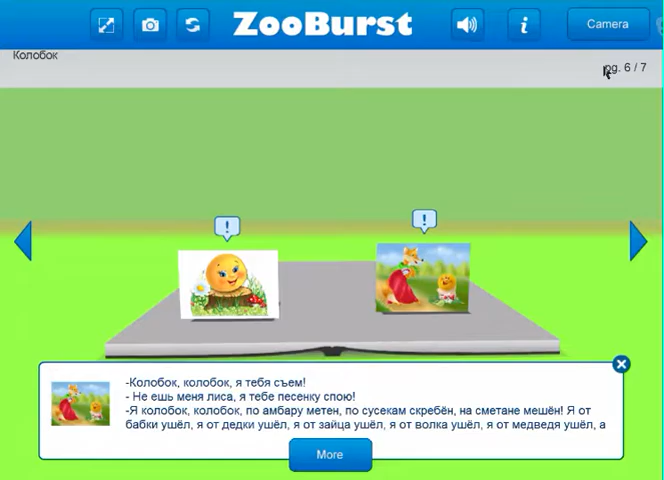 ZooBurst
i
Camera
Колобок
pg. 6 / 7
!
!
-Колобок, колобок, я тебя съем!
- Не ешь меня лиса, я тебе песенку спою!
-Я колобок, колобок, по амбару метен, по сусекам скребён, на сметане мешён! Я от
бабки ушёл, я от дедки ушёл, я от зайца ушёл, я от волка ушёл, я от медведя ушёл, а
More